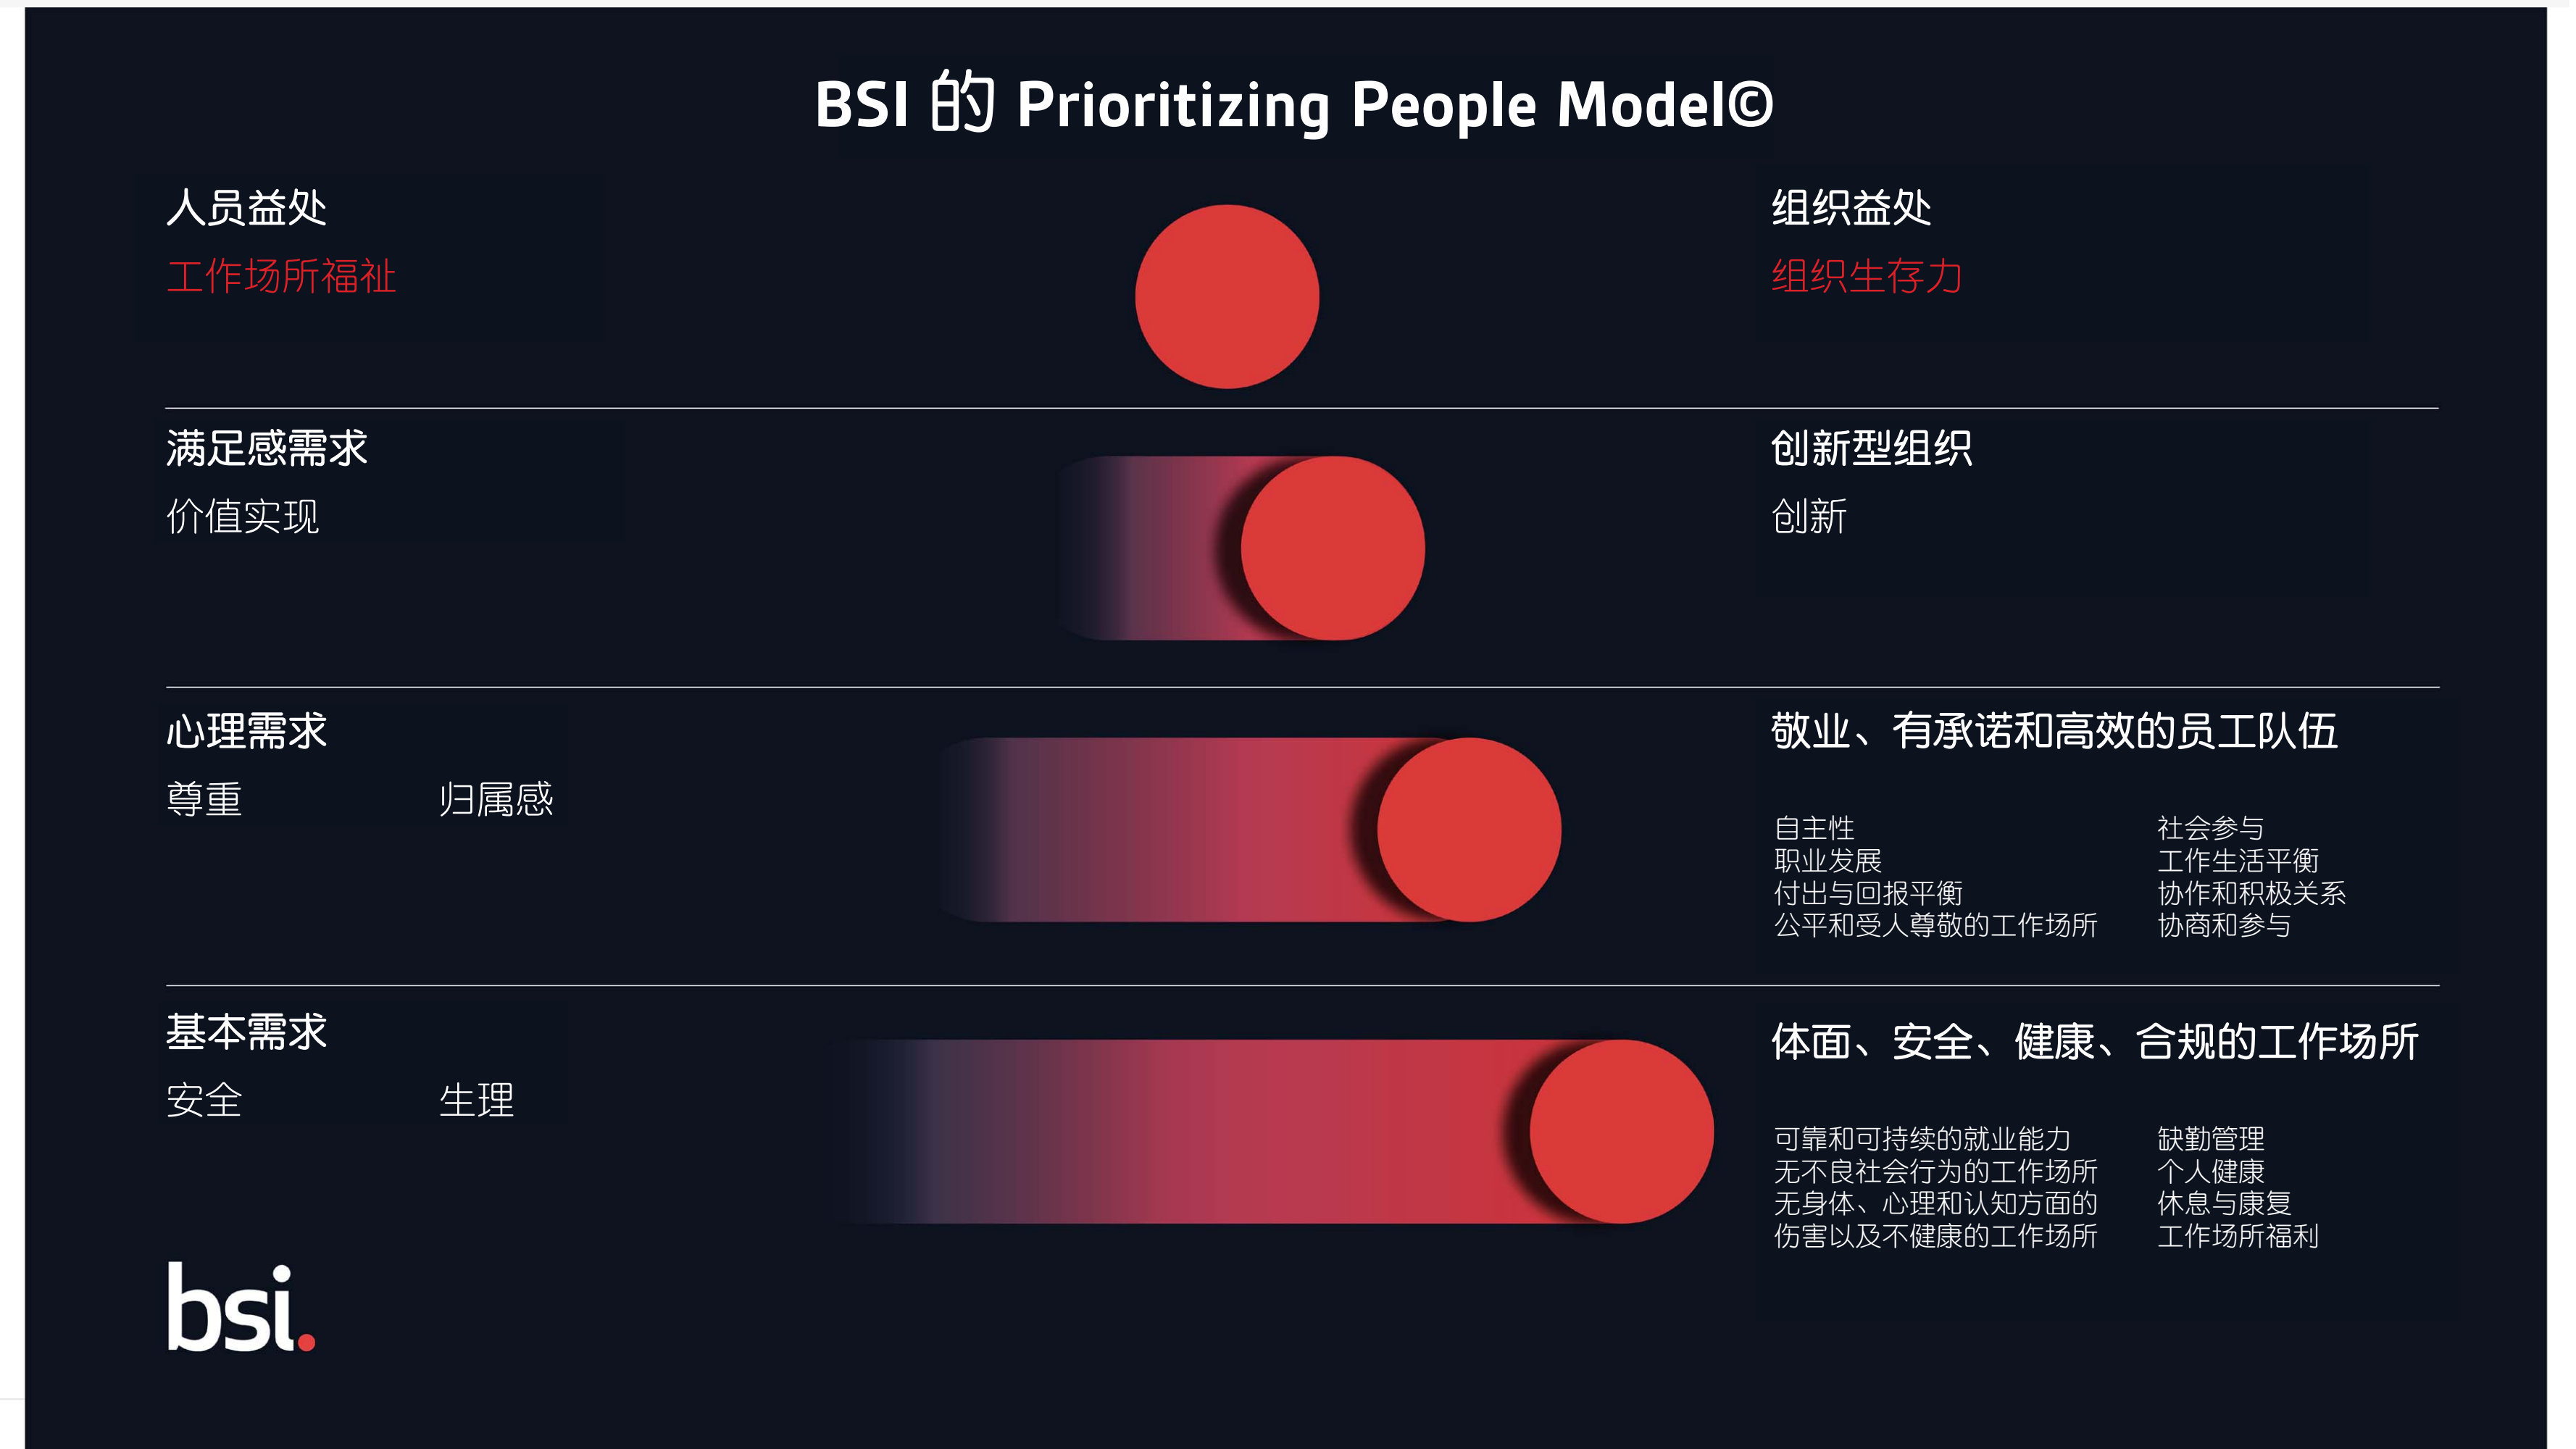 BSI 的 Prioritizing People Model©
人员益处
工作场所福祉
组织益处
组织生存力
满足感需求
价值实现
创新型组织
创新
心理需求
尊重
归属感
敬业、有承诺和高效的员工队伍
自主性
职业发展
付出与回报平衡
公平和受人尊敬的工作场所
社会参与
工作生活平衡
协作和积极关系
协商和参与
基本需求
安全
生理
体面、安全、健康、合规的工作场所
可靠和可持续的就业能力
无不良社会行为的工作场所
无身体、心理和认知方面的
伤害以及不健康的工作场所
缺勤管理
个人健康
休息与康复
工作场所福利
bsi.